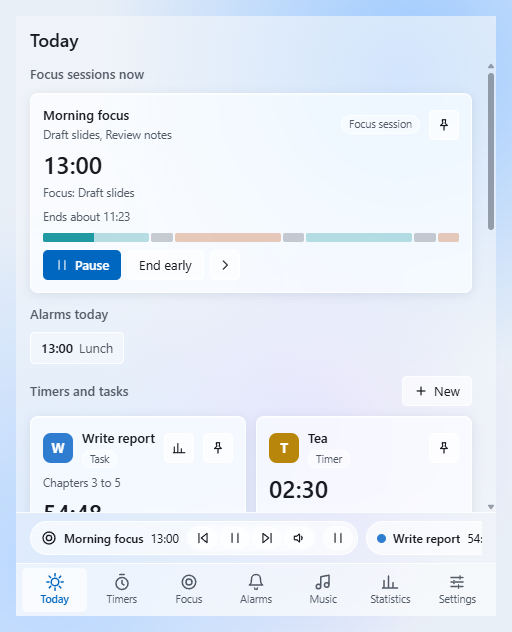 Today
Focus sessions now
Morning focus
Focus session
Draft slides, Review notes
13:00
Focus: Draft slides
Ends about 11:23
Pause
End early
Alarms today
13:00 Lunch
Timers and tasks
New
W
Write report
Task
Chapters 3 to 5
54:48
T
Tea
Timer
02:30
Morning focus 13:00
Write report 54:
Today
Timers
Focus
Alarms
Music
Statistics
Settings